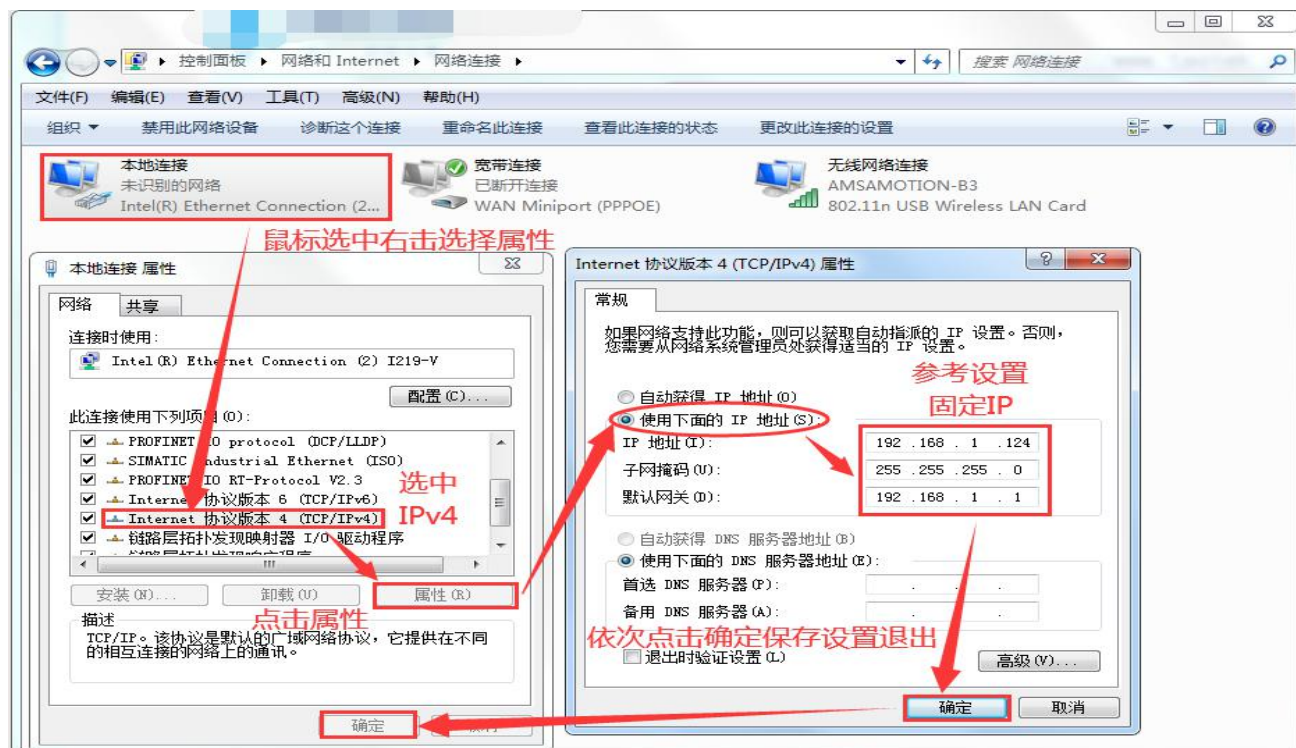 控制面板 网络和 Internet 网络连接
搜索 网络连接
文件(F) 编辑(E) 查看(V) 工具(T) 高级(N) 帮助(H)
组织 禁用此网络设备 诊断这个连接 重命名此连接 查看此连接的状态 更改此连接的设置
本地连接
未识别的网络
Intel(R) Ethernet Connection (2...
宽带连接
已断开连接
WAN Miniport (PPPOE)
无线网络连接
AMSAMOTION-B3
802.11n USB Wireless LAN Card
鼠标选中右击选择属性
本地连接 属性
网络 共享
连接时使用:
Intel(R) Ethernet Connection (2) I219-V
配置(C)...
此连接使用下列项目(O):
PROFINET IO protocol (DCP/LLDP)
SIMATIC Industrial Ethernet (ISO)
PROFINET IO RT-Protocol V2.3
Internet 协议版本 6 (TCP/IPv6)
Internet 协议版本 4 (TCP/IPv4)
链路层拓扑发现映射器 I/O 驱动程序
链路层拓扑发现响应程序
选中
IPv4
安装(N)... 卸载(U) 属性(R)
点击属性
描述
TCP/IP。该协议是默认的广域网络协议，它提供在不同
的相互连接的网络上的通讯。
确定 取消
Internet 协议版本 4 (TCP/IPv4) 属性
常规
如果网络支持此功能，则可以获取自动指派的 IP 设置。否则，
您需要从网络系统管理员处获得适当的 IP 设置。
参考设置
固定IP
自动获得 IP 地址(O)
使用下面的 IP 地址(S):
IP 地址(I): 192 .168 . 1 .124
子网掩码(U): 255 .255 .255 . 0
默认网关(D): 192 .168 . 1 . 1
自动获得 DNS 服务器地址(B)
使用下面的 DNS 服务器地址(E):
首选 DNS 服务器(P): . . .
备用 DNS 服务器(A): . . .
依次点击确定保存设置退出
退出时验证设置(L)
高级(V)...
确定 取消